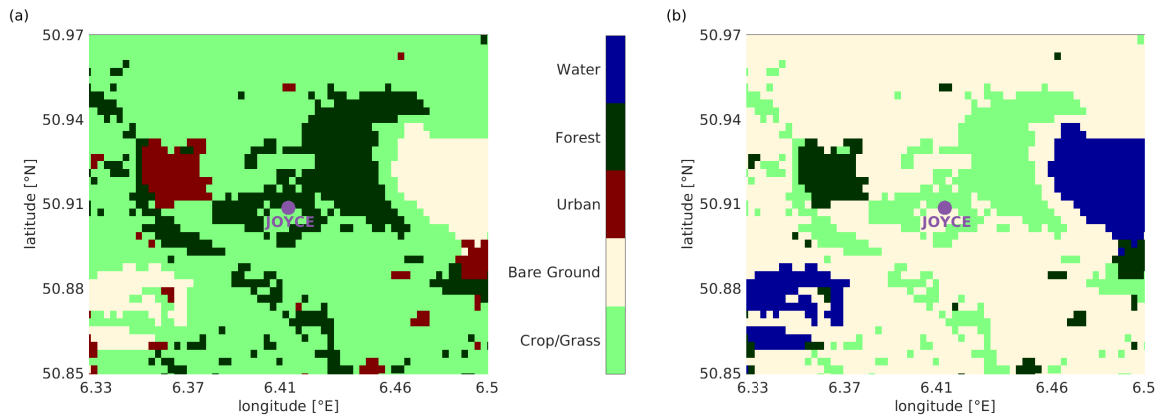 (a)
(b)
50.97
50.94
50.91
50.88
50.85
latitude [°N]
6.33
6.37
6.41
6.46
6.5
longitude [°E]
JOYCE
Water
Forest
Urban
Bare Ground
Crop/Grass
50.97
50.94
50.91
50.88
50.85
latitude [°N]
6.33
6.37
6.41
6.46
6.5
longitude [°E]
JOYCE